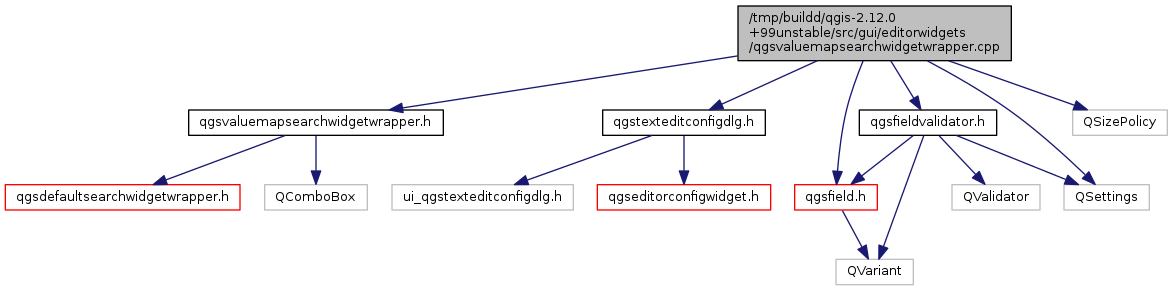 /tmp/buildd/qgis-2.12.0
+99unstable/src/gui/editorwidgets
/qgsvaluemapsearchwidgetwrapper.cpp
qgsvaluemapsearchwidgetwrapper.h
qgstexteditconfigdlg.h
qgsfieldvalidator.h
QSizePolicy
qgsdefaultsearchwidgetwrapper.h
QComboBox
ui_qgstexteditconfigdlg.h
qgseditorconfigwidget.h
qgsfield.h
QValidator
QSettings
QVariant